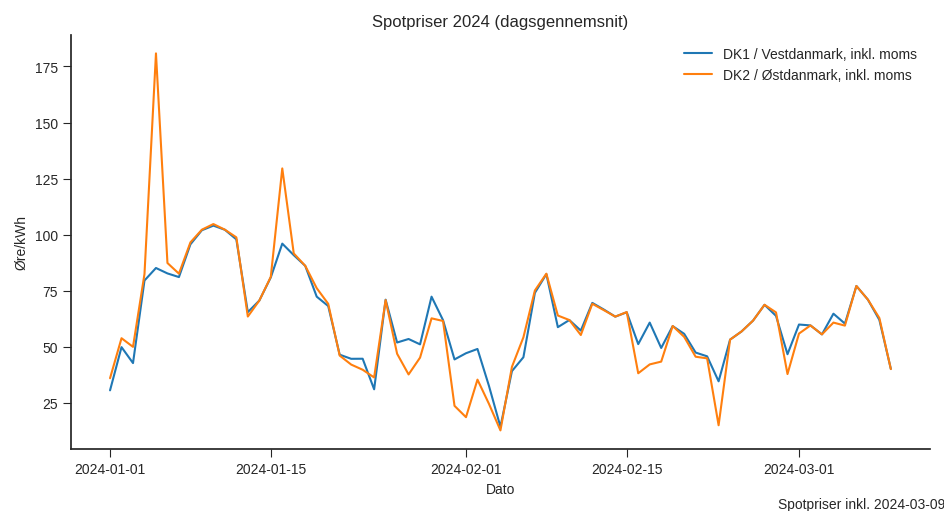 Spotpriser 2024 (dagsgennemsnit)
DK1 / Vestdanmark, inkl. moms
DK2 / Østdanmark, inkl. moms
175
150
125
100
75
50
25
Øre/kWh
2024-01-01
2024-01-15
2024-02-01
2024-02-15
2024-03-01
Dato
Spotpriser inkl. 2024-03-09